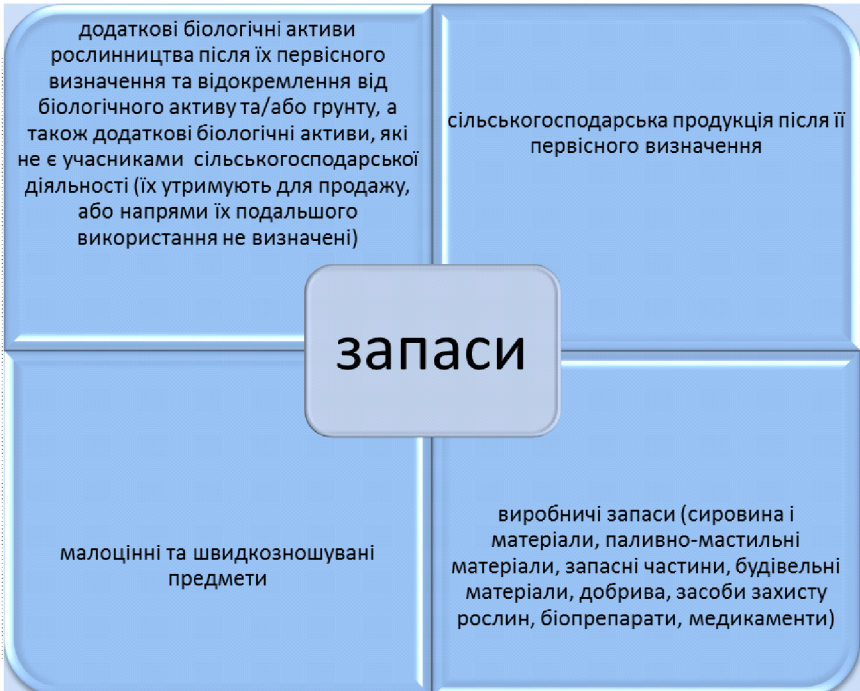 додаткові біологічні активи
рослинництва після їх первісного
визначення та відокремлення від
біологічного активу та/або грунту, а
також додаткові біологічні активи, які
не є учасниками сільськогосподарської
діяльності (їх утримують для продажу,
або напрями їх подальшого
використання не визначені)
сільськогосподарська продукція після її
первісного визначення
запаси
малоцінні та швидкозношувані
предмети
виробничі запаси (сировина і
матеріали, паливно-мастильні
матеріали, запасні частини, будівельні
матеріали, добрива, засоби захисту
рослин, біопрепарати, медикаменти)